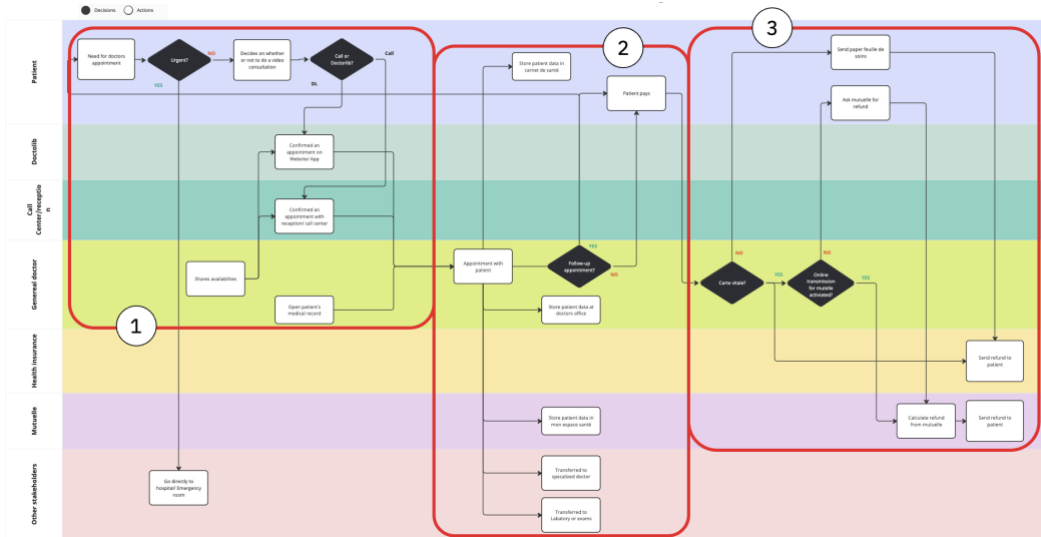 Decisions
Actions
1
2
3
Patient
Doctolib
Call
Center/receptio
n
Genereal doctor
Health insurance
Mutuelle
Other stakeholders
Need for doctors
appointment
Urgent?
NO
YES
Decides on whether
or not to do a video
consultation
Call or
Doctorlib?
Call
DL
Confirmed an
appointment on
Website/ App
Confirmed an
appointment with
reception/ call center
Shares availabilities
Open patient's
medical record
Go directly to
hospital/ Emergency
room
Store patient data in
carnet de santé
Patient pays
Appointment with
patient
Follow-up
appointment?
YES
NO
Store patient data at
doctors office
Store patient data in
mon espace santé
Transferred to
specialized doctor
Transferred to
Labatory or exams
Send paper feuille de
soins
Ask mutuelle for
refund
Carte vitale?
NO
YES
Online
transmission
for mutelle
activated?
NO
YES
Send refund to
patient
Calculate refund
from mutuelle
Send refund to
patient